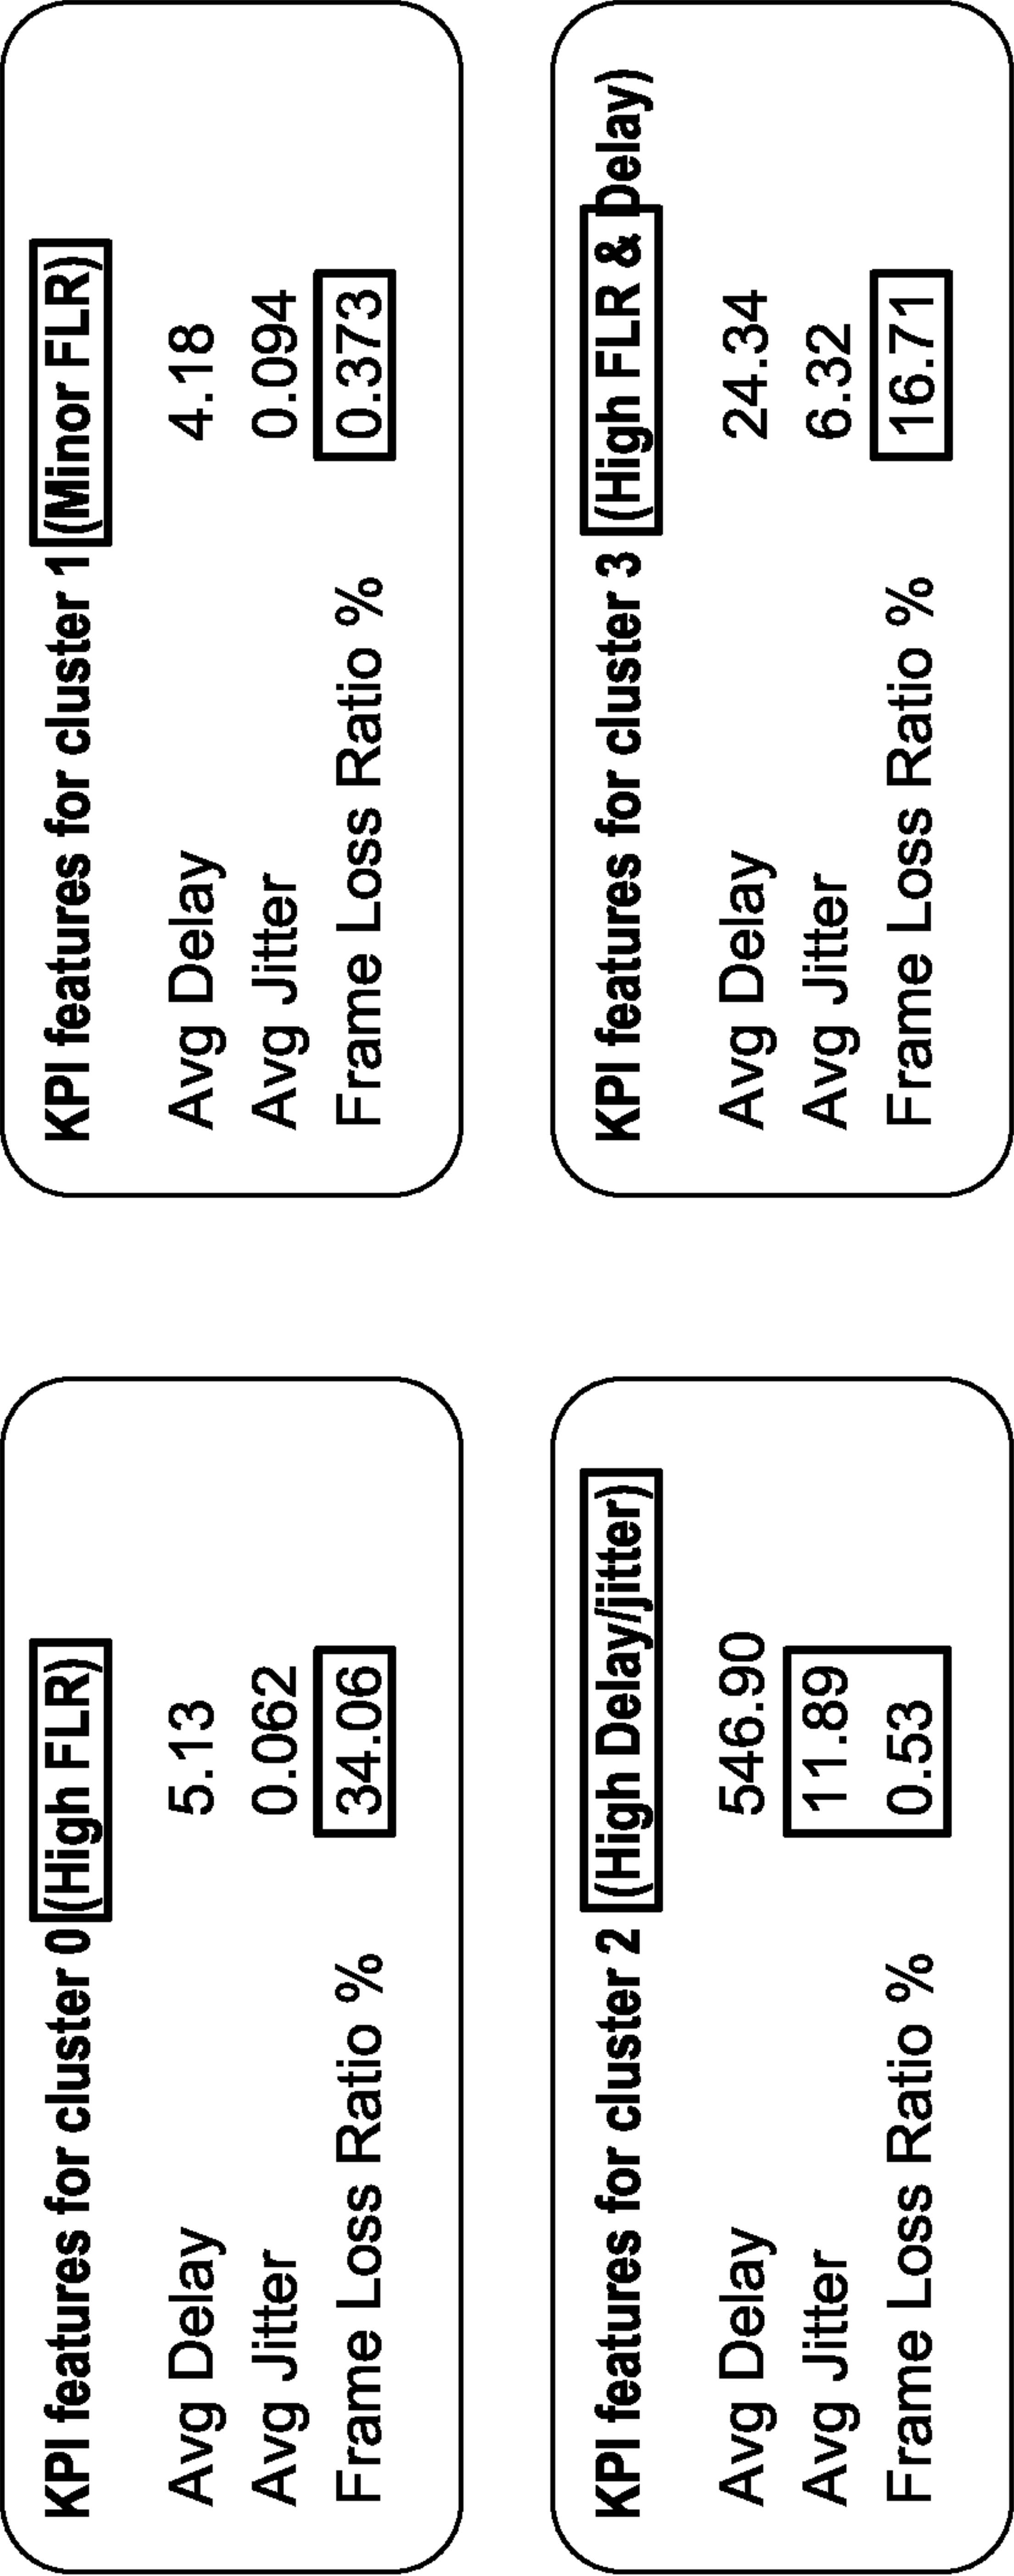 KPI features for cluster 0 (High FLR)
Avg Delay 5.13
Avg Jitter 0.062
Frame Loss Ratio % 34.06
KPI features for cluster 1 (Minor FLR)
Avg Delay 4.18
Avg Jitter 0.094
Frame Loss Ratio % 0.373
KPI features for cluster 2 (High Delay/jitter)
Avg Delay 546.90
Avg Jitter 11.89
Frame Loss Ratio % 0.53
KPI features for cluster 3 (High FLR & Delay)
Avg Delay 24.34
Avg Jitter 6.32
Frame Loss Ratio % 16.71